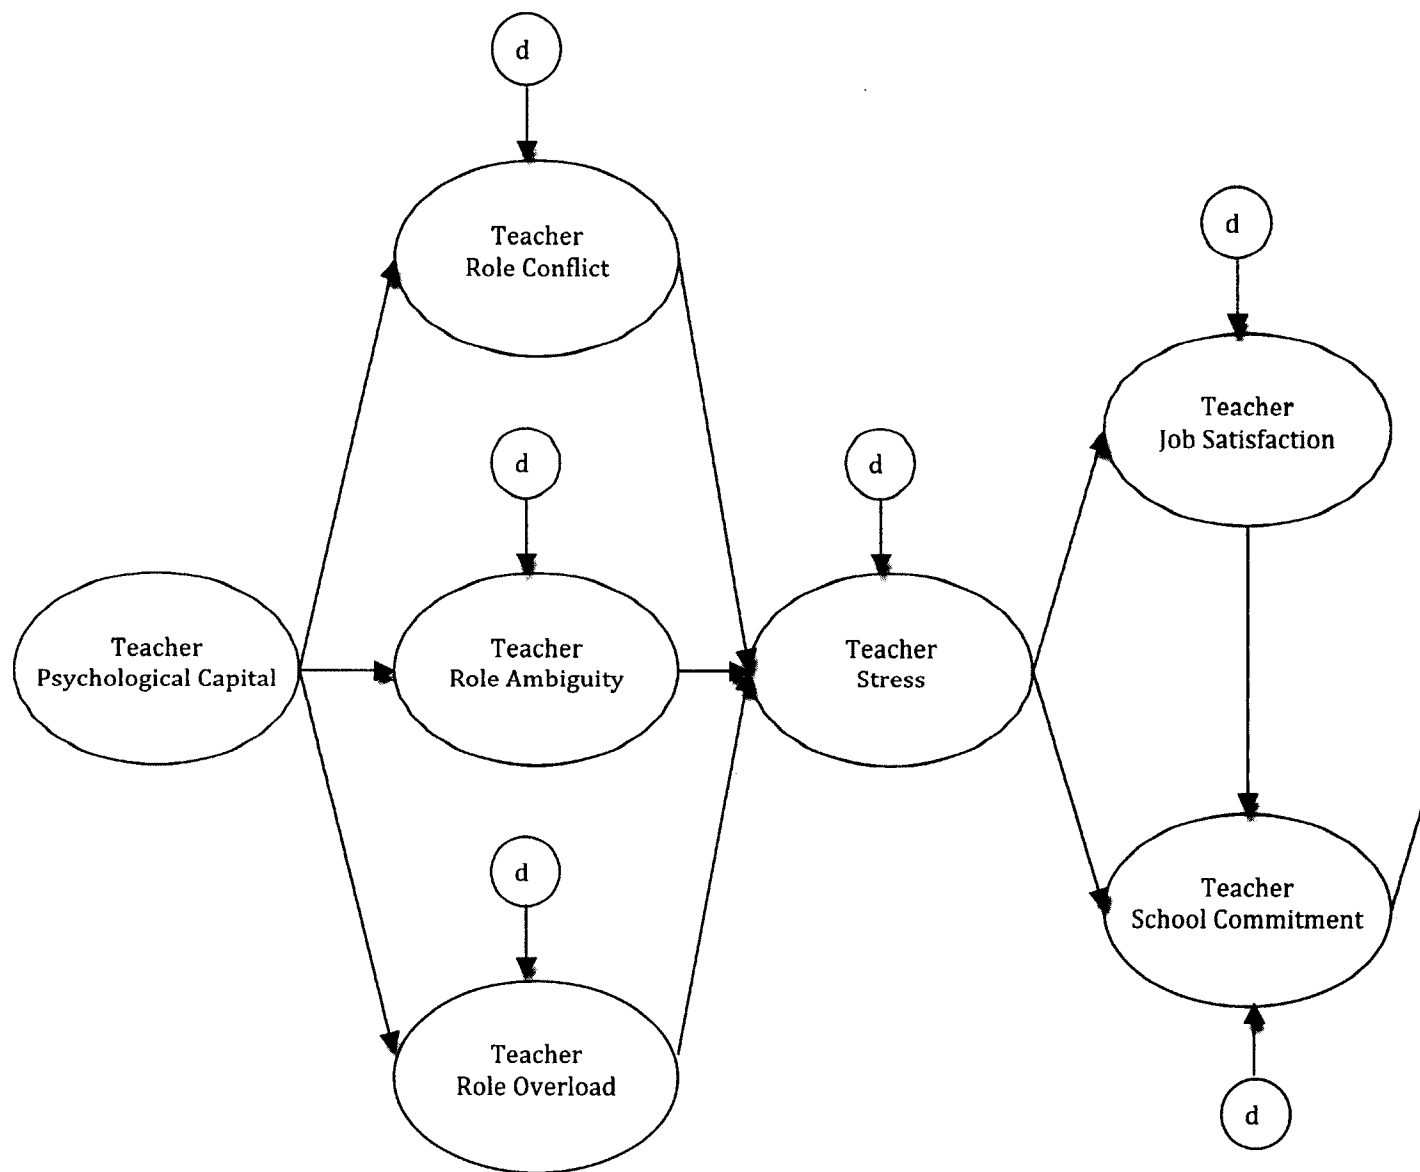 d
Teacher
Role Conflict
d
Teacher
Job Satisfaction
d
d
Teacher
Psychological Capital
Teacher
Role Ambiguity
Teacher
Stress
d
Teacher
School Commitment
Teacher
Role Overload
d